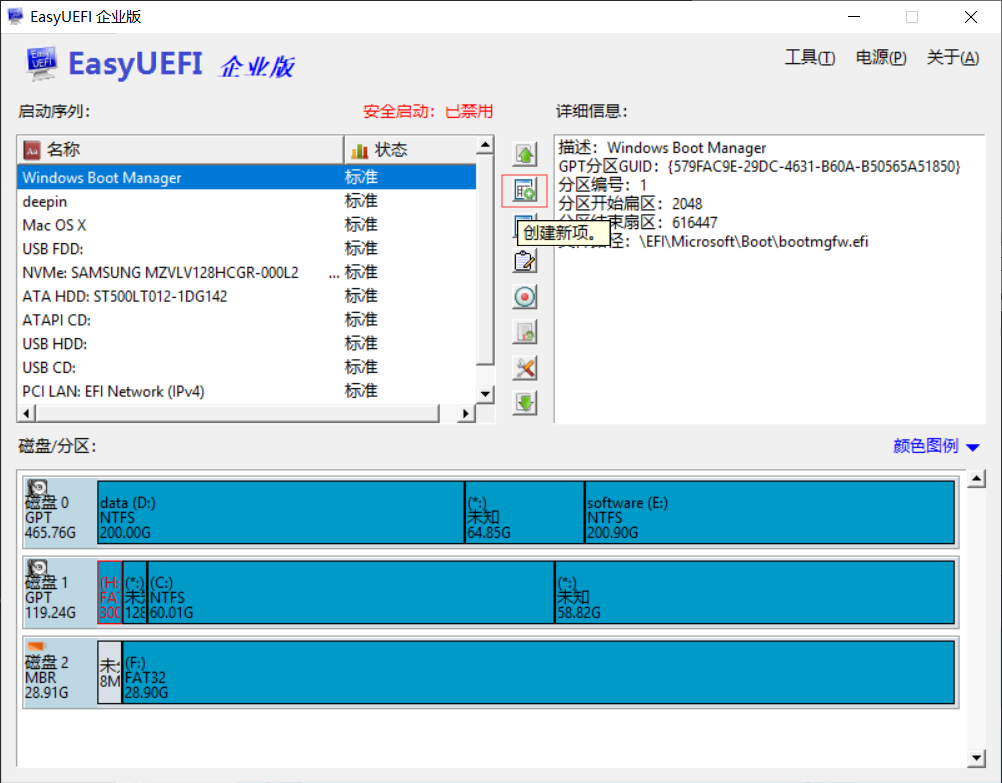 EasyUEFI 企业版
EasyUEFI 企业版
工具(T) 电源(P) 关于(A)
启动序列: 安全启动: 已禁用
名称 状态
Windows Boot Manager 标准
deepin 标准
Mac OS X 标准
USB FDD: 标准
NVMe: SAMSUNG MZVLV128HCGR-000L2 ... 标准
ATA HDD: ST500LT012-1DG142 标准
ATAPI CD: 标准
USB HDD: 标准
USB CD: 标准
PCI LAN: EFI Network (IPv4) 标准
创建新项。
详细信息:
描述: Windows Boot Manager
GPT分区GUID: {579FAC9E-29DC-4631-B60A-B50565A51850}
分区编号: 1
分区开始扇区: 2048
分区结束扇区: 616447
径: \EFI\Microsoft\Boot\bootmgfw.efi
磁盘/分区: 颜色图例
磁盘 0
GPT
465.76G
data (D:)
NTFS
200.00G
(*:)
未知
64.85G
software (E:)
NTFS
200.90G
磁盘 1
GPT
119.24G
(H:
FA
300
(*:)
未
128
(C:)
NTFS
60.01G
(*:)
未知
58.82G
磁盘 2
MBR
28.91G
未
8M
(F:)
FAT32
28.90G